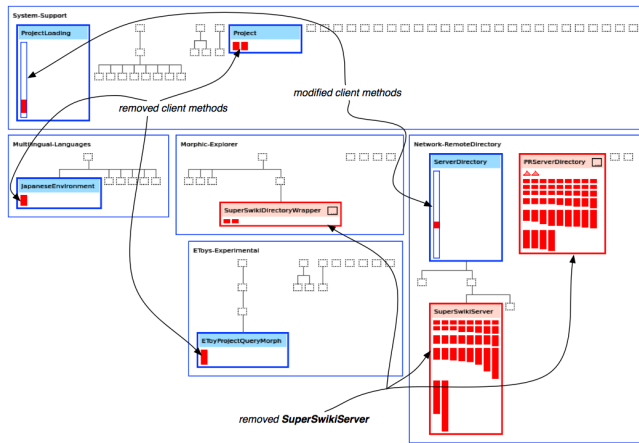 System-Support
ProjectLoading
Project
removed client methods
modified client methods
Multilingual-Languages
JapaneseEnvironment
Morphic-Explorer
SuperSwikiDirectoryWrapper
Network-RemoteDirectory
ServerDirectory
PRServerDirectory
EToys-Experimental
EToyProjectQueryMorph
SuperSwikiServer
removed SuperSwikiServer